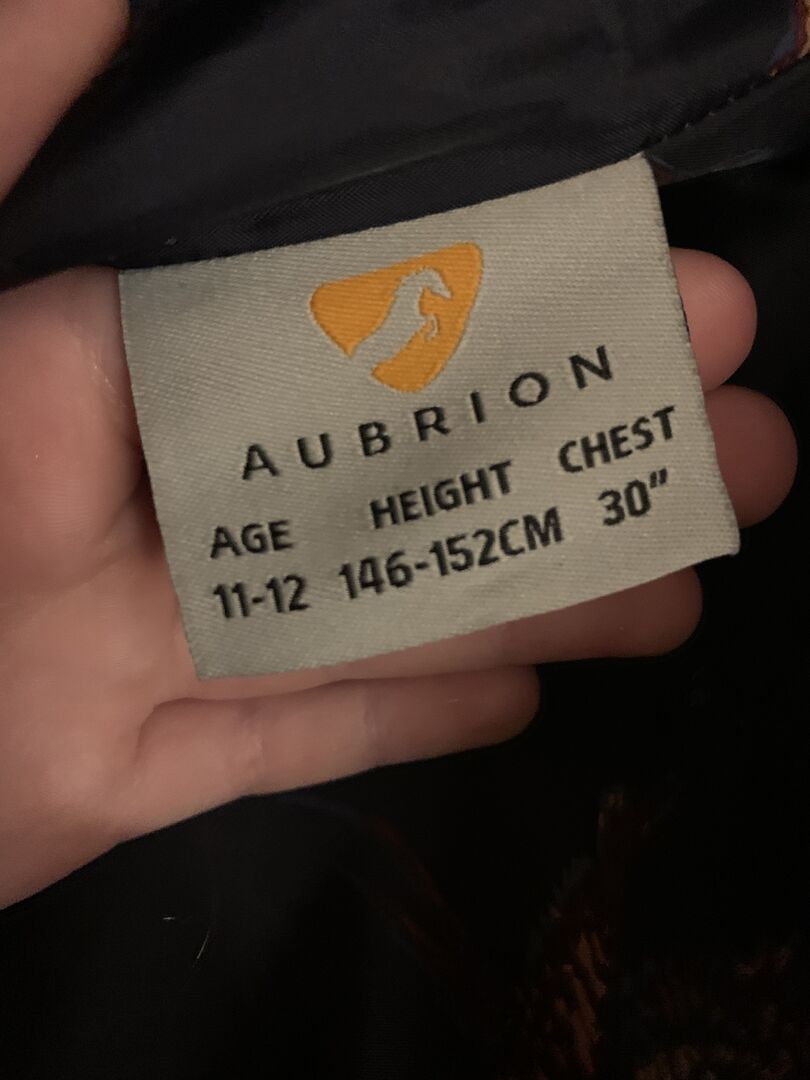 AUBRION
AGE HEIGHT CHEST
11-12 146-152CM 30"